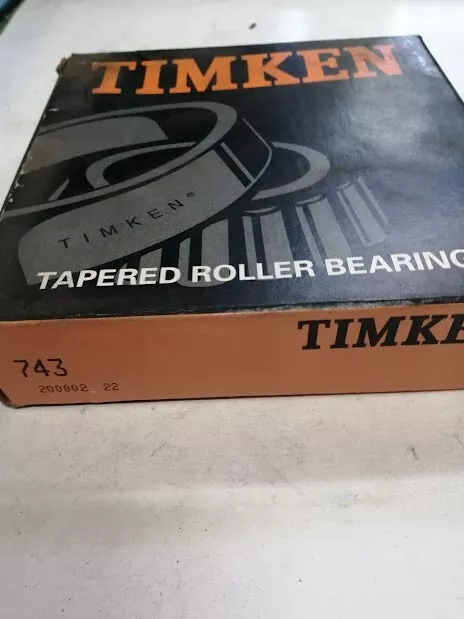 TIMKEN
TIMKEN®
TAPERED ROLLER BEARING
TIMKE
743
200002 22